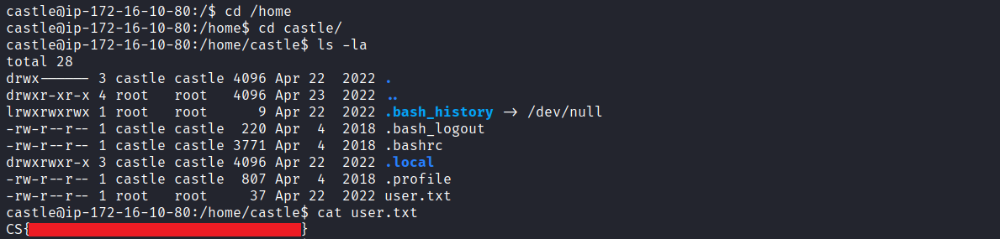 castle@ip-172-16-10-80:/$ cd /home
castle@ip-172-16-10-80:/home$ cd castle/
castle@ip-172-16-10-80:/home/castle$ ls -la
total 28
drwx------ 3 castle castle 4096 Apr 22  2022 .
drwxr-xr-x 4 root   root   4096 Apr 23  2022 ..
lrwxrwxrwx 1 root   root      9 Apr 22  2022 .bash_history -> /dev/null
-rw-r--r-- 1 castle castle  220 Apr  4  2018 .bash_logout
-rw-r--r-- 1 castle castle 3771 Apr  4  2018 .bashrc
drwxrwxr-x 3 castle castle 4096 Apr 22  2022 .local
-rw-r--r-- 1 castle castle  807 Apr  4  2018 .profile
-rw-r--r-- 1 root   root     37 Apr 22  2022 user.txt
castle@ip-172-16-10-80:/home/castle$ cat user.txt
CS{}